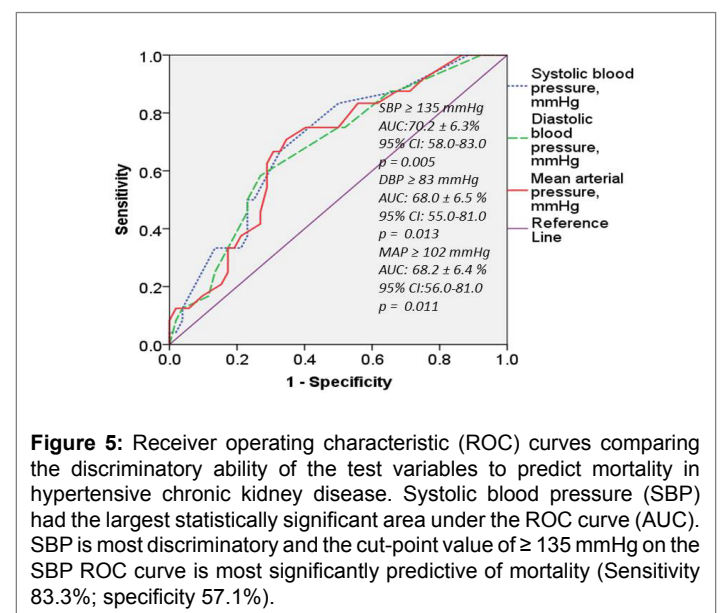 1.0
0.8
0.6
0.4
0.2
0.0
Sensitivity
0.0 0.2 0.4 0.6 0.8 1.0
1 - Specificity
SBP ≥ 135 mmHg
AUC:70.2 ± 6.3%
95% CI: 58.0-83.0
p = 0.005
DBP ≥ 83 mmHg
AUC: 68.0 ± 6.5 %
95% CI: 55.0-81.0
p = 0.013
MAP ≥ 102 mmHg
AUC: 68.2 ± 6.4 %
95% CI:56.0-81.0
p = 0.011
Systolic blood
pressure,
mmHg
Diastolic
blood
pressure,
mmHg
Mean arterial
pressure,
mmHg
Reference
Line
Figure 5: Receiver operating characteristic (ROC) curves comparing
the discriminatory ability of the test variables to predict mortality in
hypertensive chronic kidney disease. Systolic blood pressure (SBP)
had the largest statistically significant area under the ROC curve (AUC).
SBP is most discriminatory and the cut-point value of ≥ 135 mmHg on the
SBP ROC curve is most significantly predictive of mortality (Sensitivity
83.3%; specificity 57.1%).